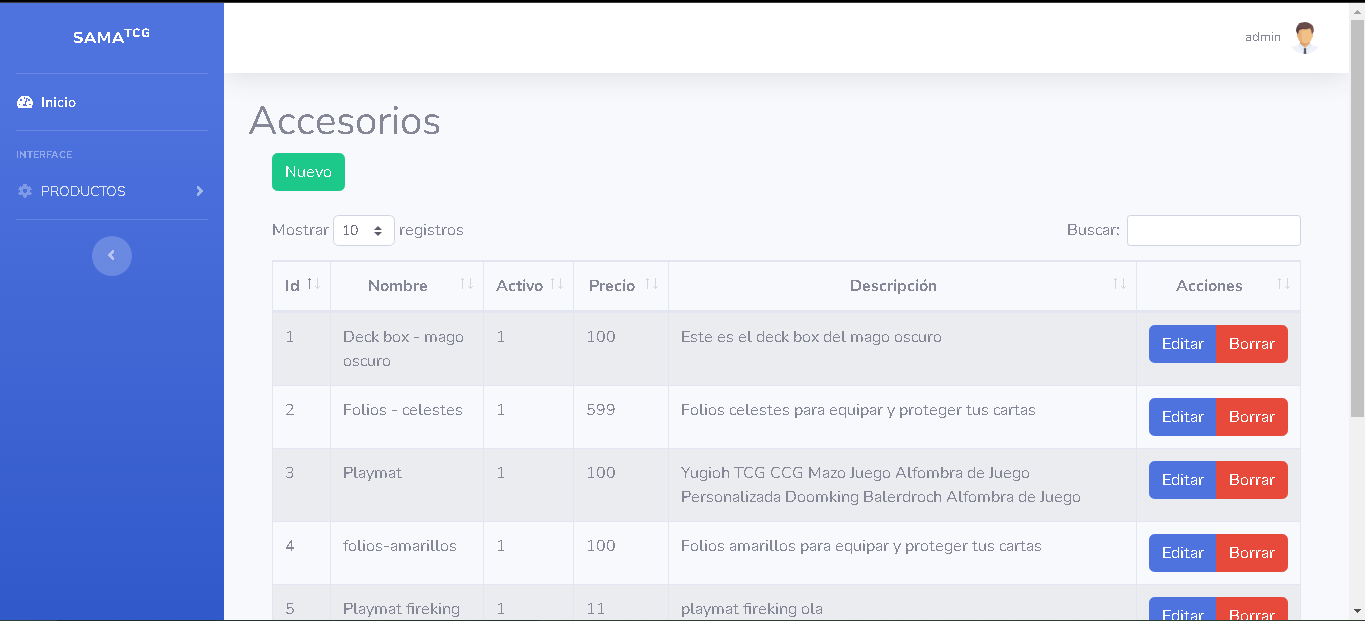 SAMATCG
admin
Inicio
INTERFACE
PRODUCTOS
Accesorios
Nuevo
Mostrar 10 registros
Buscar:
Id Nombre Activo Precio Descripción Acciones
1 Deck box - mago 1 100 Este es el deck box del mago oscuro Editar Borrar
oscuro
2 Folios - celestes 1 599 Folios celestes para equipar y proteger tus cartas Editar Borrar
3 Playmat 1 100 Yugioh TCG CCG Mazo Juego Alfombra de Juego Editar Borrar
Personalizada Doomking Balerdroch Alfombra de Juego
4 folios-amarillos 1 100 Folios amarillos para equipar y proteger tus cartas Editar Borrar
5 Playmat fireking 1 11 playmat fireking ola Editar Borrar